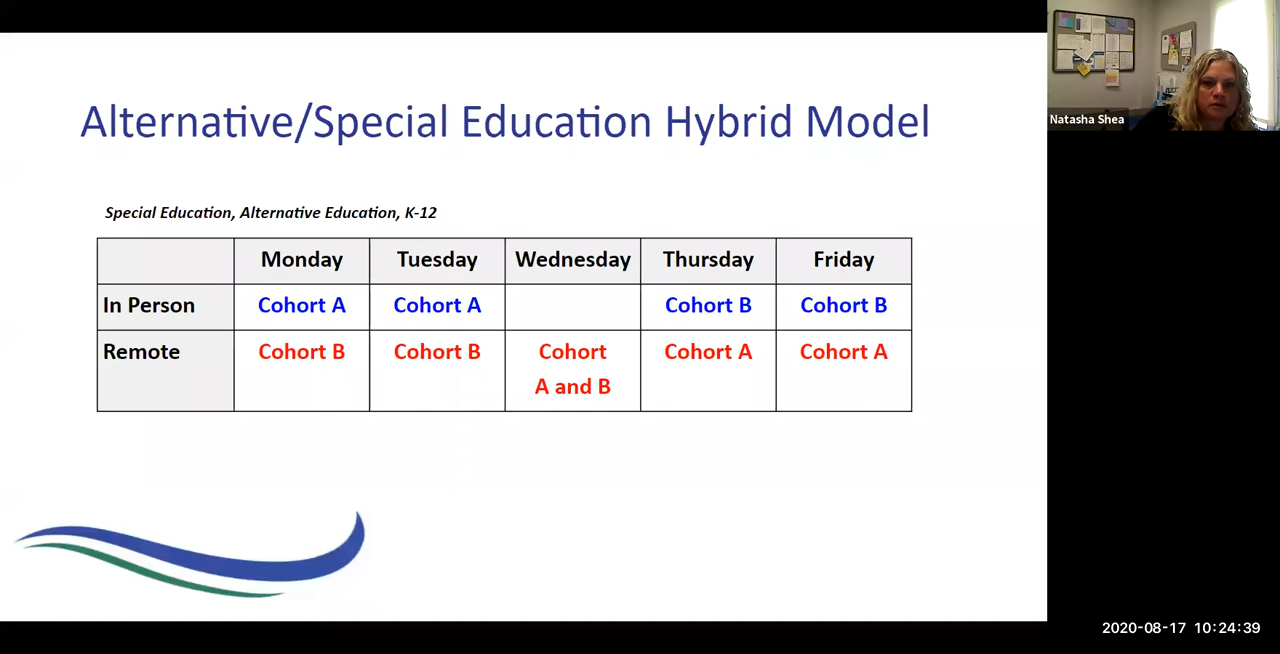 Alternative/Special Education Hybrid Model
Natasha Shea
Special Education, Alternative Education, K-12
Monday Tuesday Wednesday Thursday Friday
In Person Cohort A Cohort A Cohort B Cohort B
Remote Cohort B Cohort B Cohort Cohort A Cohort A
A and B
2020-08-17 10:24:39